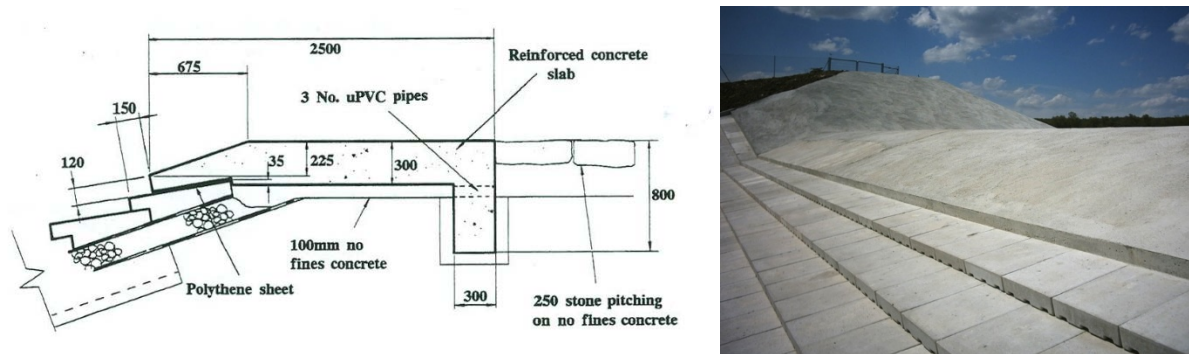 2500
Reinforced concrete
slab
675
3 No. uPVC pipes
150
120
35
225
300
800
100mm no
fines concrete
Polythene sheet
300
250 stone pitching
on no fines concrete